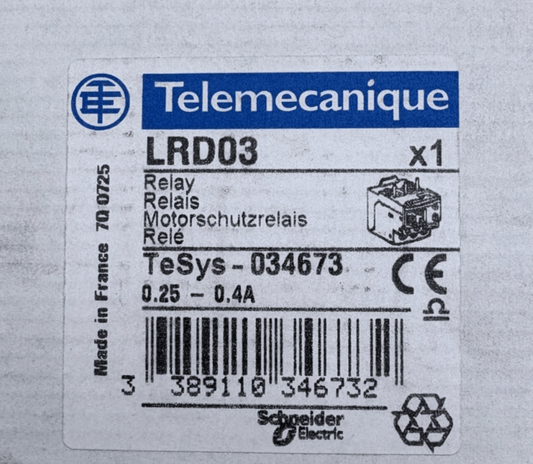 Telemecanique
LRD03 x1
Relay
Relais
Motorschutzrelais
Relé
TeSys - 034673
0.25 - 0.4A
CE
3 389110 346732
Schneider
Electric
Made in France 7Q 0725